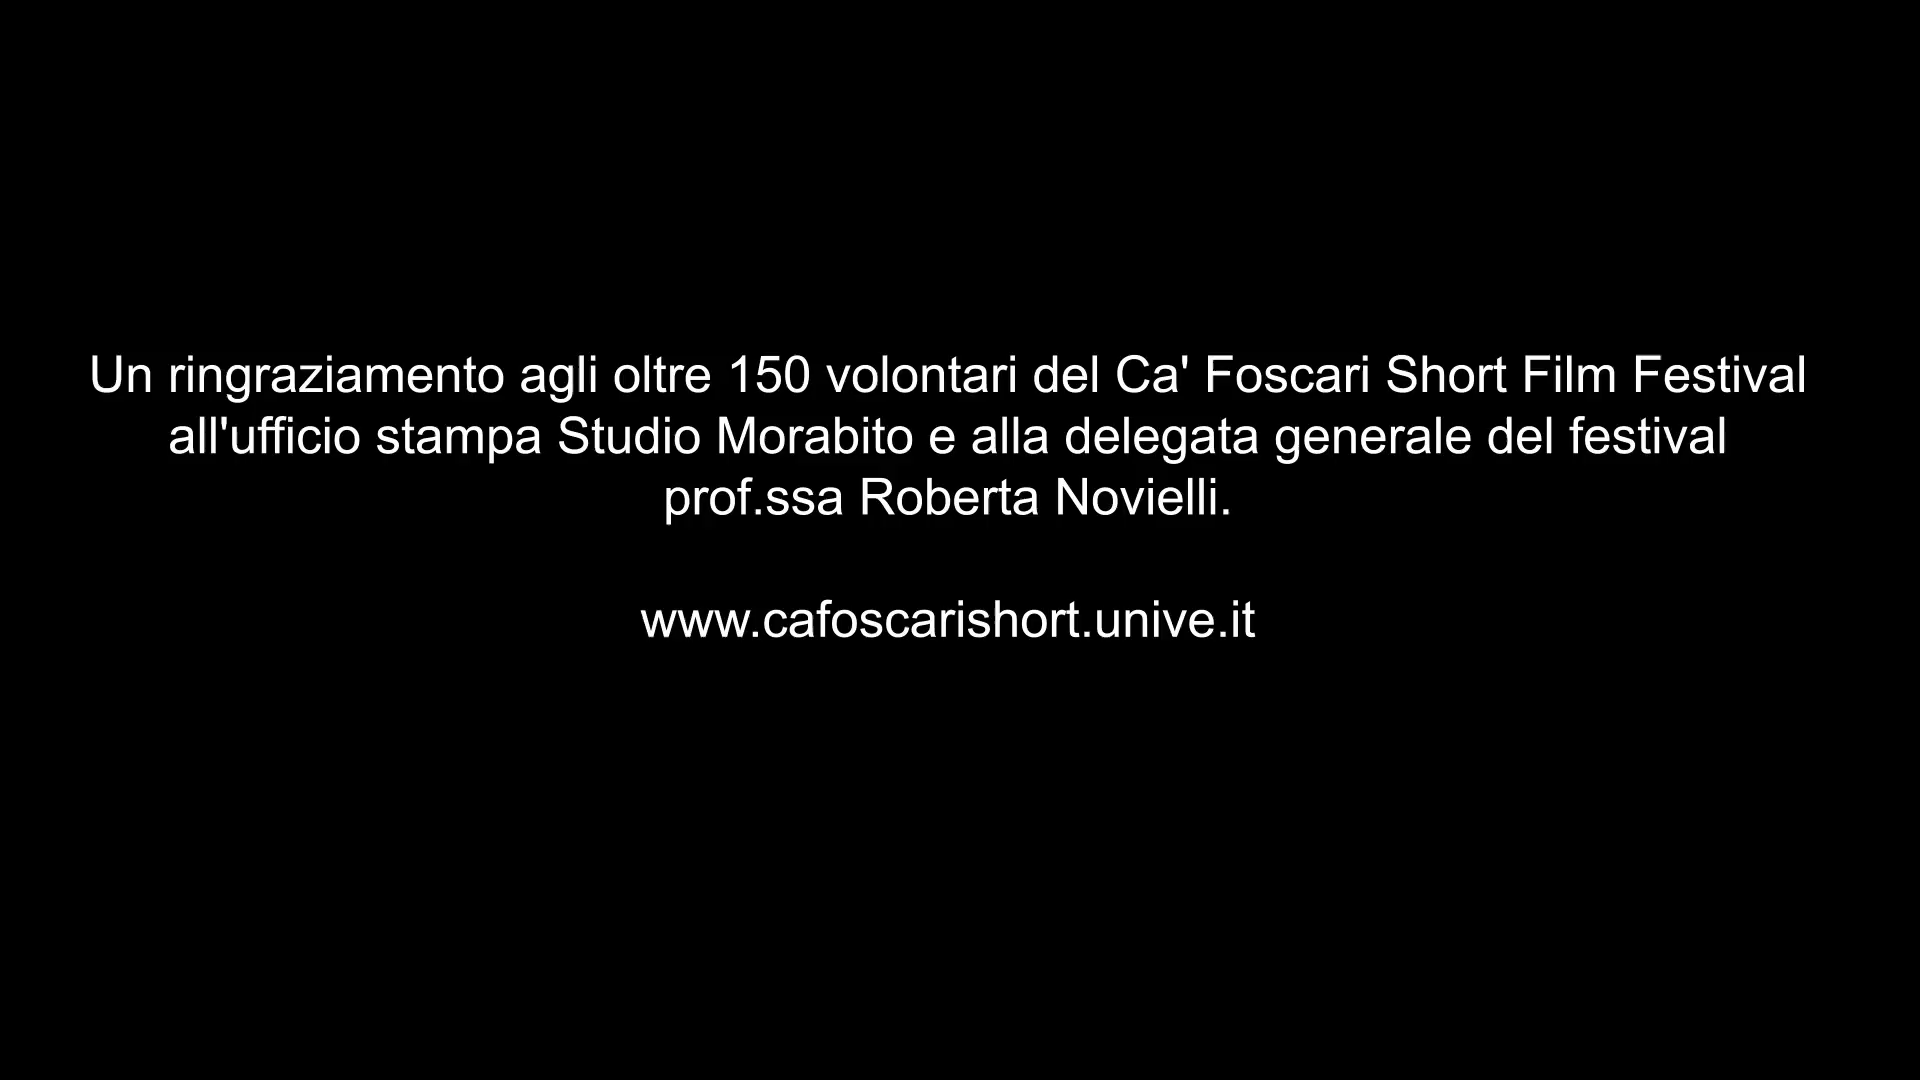 Un ringraziamento agli oltre 150 volontari del Ca' Foscari Short Film Festival
all'ufficio stampa Studio Morabito e alla delegata generale del festival
prof.ssa Roberta Novielli.
www.cafoscarishort.unive.it